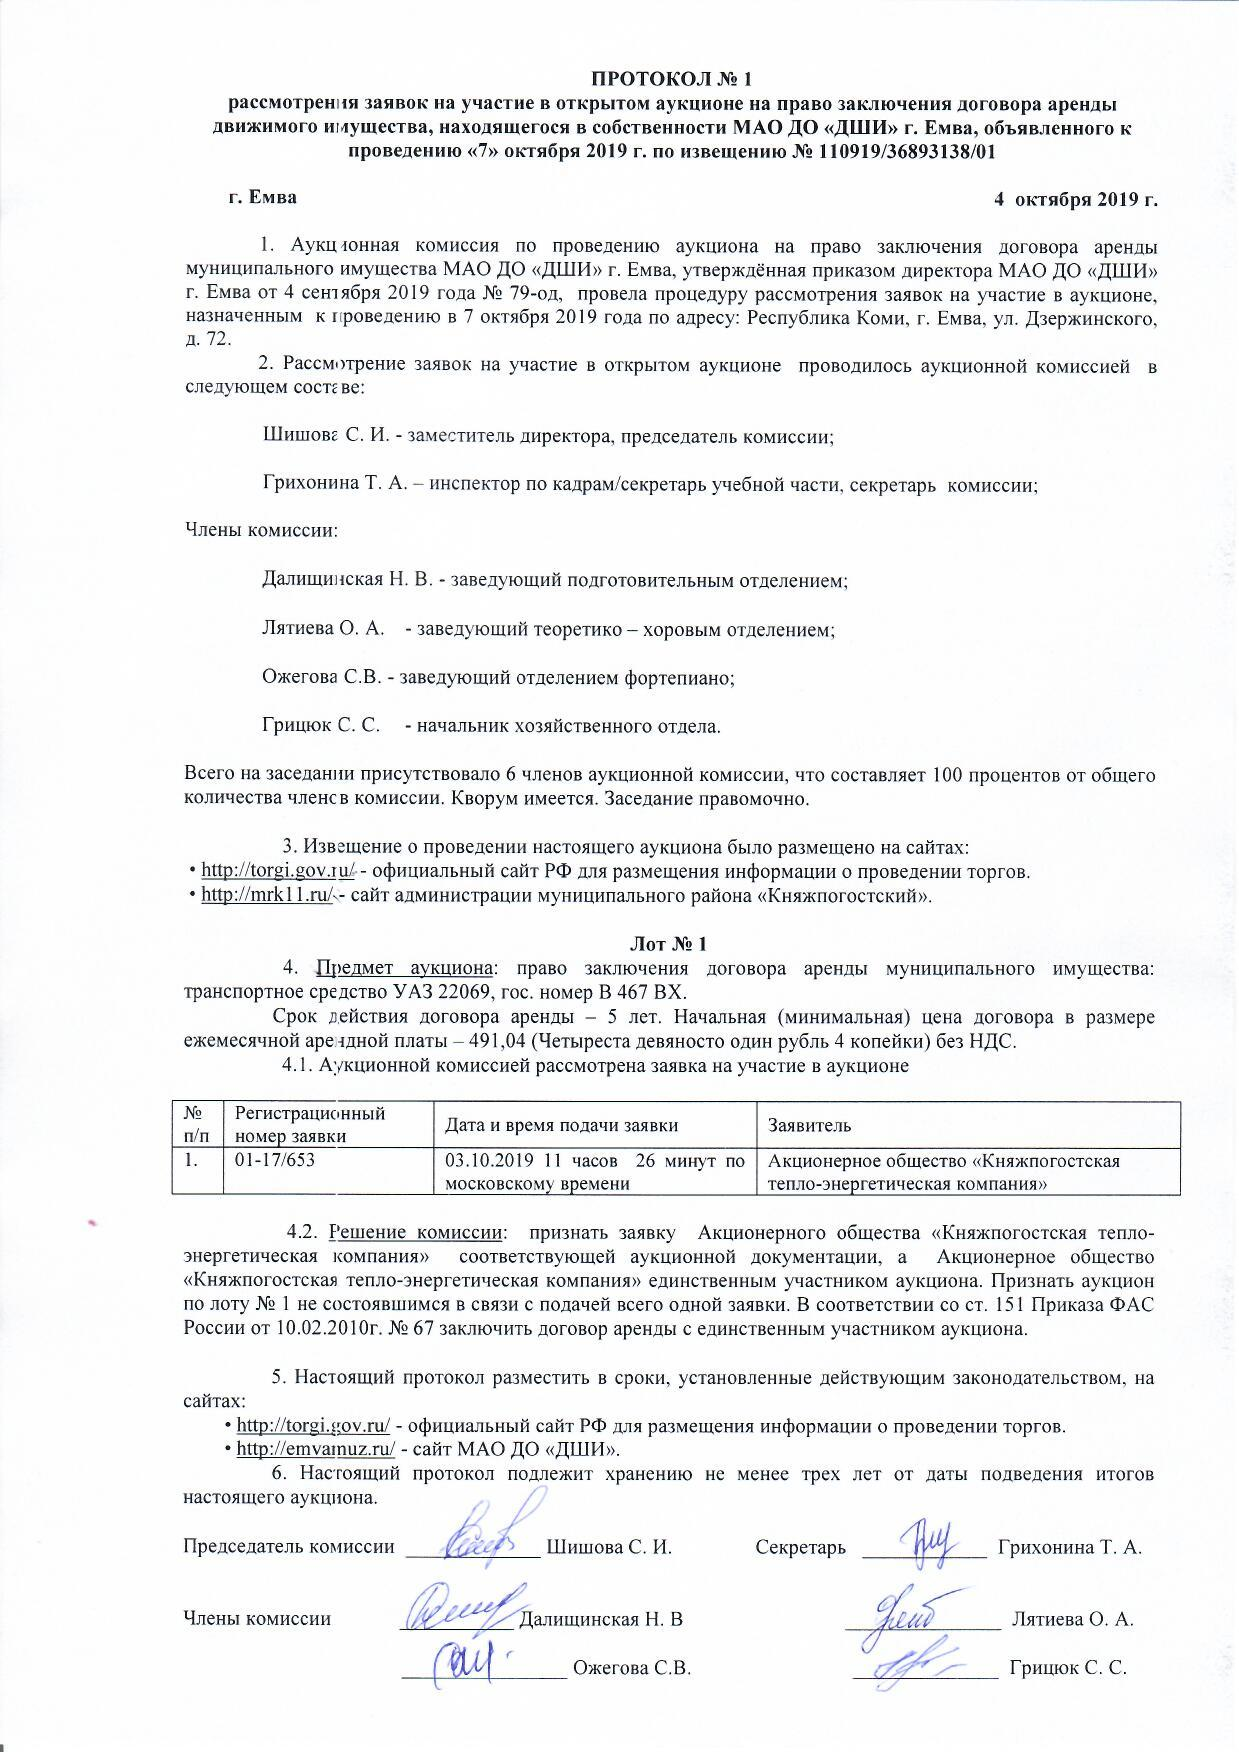 ПРОТОКОЛ № 1
рассмотрения заявок на участие в открытом аукционе на право заключения договора аренды
движимого имущества, находящегося в собственности МАО ДО «ДШИ» г. Емва, объявленного к
проведению «7» октября 2019 г. по извещению № 110919/36893138/01
г. Емва 4 октября 2019 г.
1. Аукционная комиссия по проведению аукциона на право заключения договора аренды
муниципального имущества МАО ДО «ДШИ» г. Емва, утверждённая приказом директора МАО ДО «ДШИ»
г. Емва от 4 сентября 2019 года № 79-од, провела процедуру рассмотрения заявок на участие в аукционе,
назначенным к проведению в 7 октября 2019 года по адресу: Республика Коми, г. Емва, ул. Дзержинского,
д. 72.
2. Рассмотрение заявок на участие в открытом аукционе проводилось аукционной комиссией в
следующем составе:
Шишова С. И. - заместитель директора, председатель комиссии;
Грихонина Т. А. – инспектор по кадрам/секретарь учебной части, секретарь комиссии;
Члены комиссии:
Далищинская Н. В. - заведующий подготовительным отделением;
Лятиева О. А. - заведующий теоретико – хоровым отделением;
Ожегова С.В. - заведующий отделением фортепиано;
Грицюк С. С. - начальник хозяйственного отдела.
Всего на заседании присутствовало 6 членов аукционной комиссии, что составляет 100 процентов от общего
количества членов комиссии. Кворум имеется. Заседание правомочно.
3. Извещение о проведении настоящего аукциона было размещено на сайтах:
• http://torgi.gov.ru/ - официальный сайт РФ для размещения информации о проведении торгов.
• http://mrk11.ru/ - сайт администрации муниципального района «Княжпогостский».
Лот № 1
4. Предмет аукциона: право заключения договора аренды муниципального имущества:
транспортное средство УАЗ 22069, гос. номер В 467 ВХ.
Срок действия договора аренды – 5 лет. Начальная (минимальная) цена договора в размере
ежемесячной арендной платы – 491,04 (Четыреста девяносто один рубль 4 копейки) без НДС.
4.1. Аукционной комиссией рассмотрена заявка на участие в аукционе
№ п/п Регистрационный номер заявки Дата и время подачи заявки Заявитель
1. 01-17/653 03.10.2019 11 часов 26 минут по московскому времени Акционерное общество «Княжпогостская тепло-энергетическая компания»
4.2. Решение комиссии: признать заявку Акционерного общества «Княжпогостская тепло-
энергетическая компания» соответствующей аукционной документации, а Акционерное общество
«Княжпогостская тепло-энергетическая компания» единственным участником аукциона. Признать аукцион
по лоту № 1 не состоявшимся в связи с подачей всего одной заявки. В соответствии со ст. 151 Приказа ФАС
России от 10.02.2010г. № 67 заключить договор аренды с единственным участником аукциона.
5. Настоящий протокол разместить в сроки, установленные действующим законодательством, на
сайтах:
• http://torgi.gov.ru/ - официальный сайт РФ для размещения информации о проведении торгов.
• http://emvamuz.ru/ - сайт МАО ДО «ДШИ».
6. Настоящий протокол подлежит хранению не менее трех лет от даты подведения итогов
настоящего аукциона.
Председатель комиссии Шишова С. И. Секретарь Грихонина Т. А.
Члены комиссии Далищинская Н. В Лятиева О. А.
Ожегова С.В. Грицюк С. С.